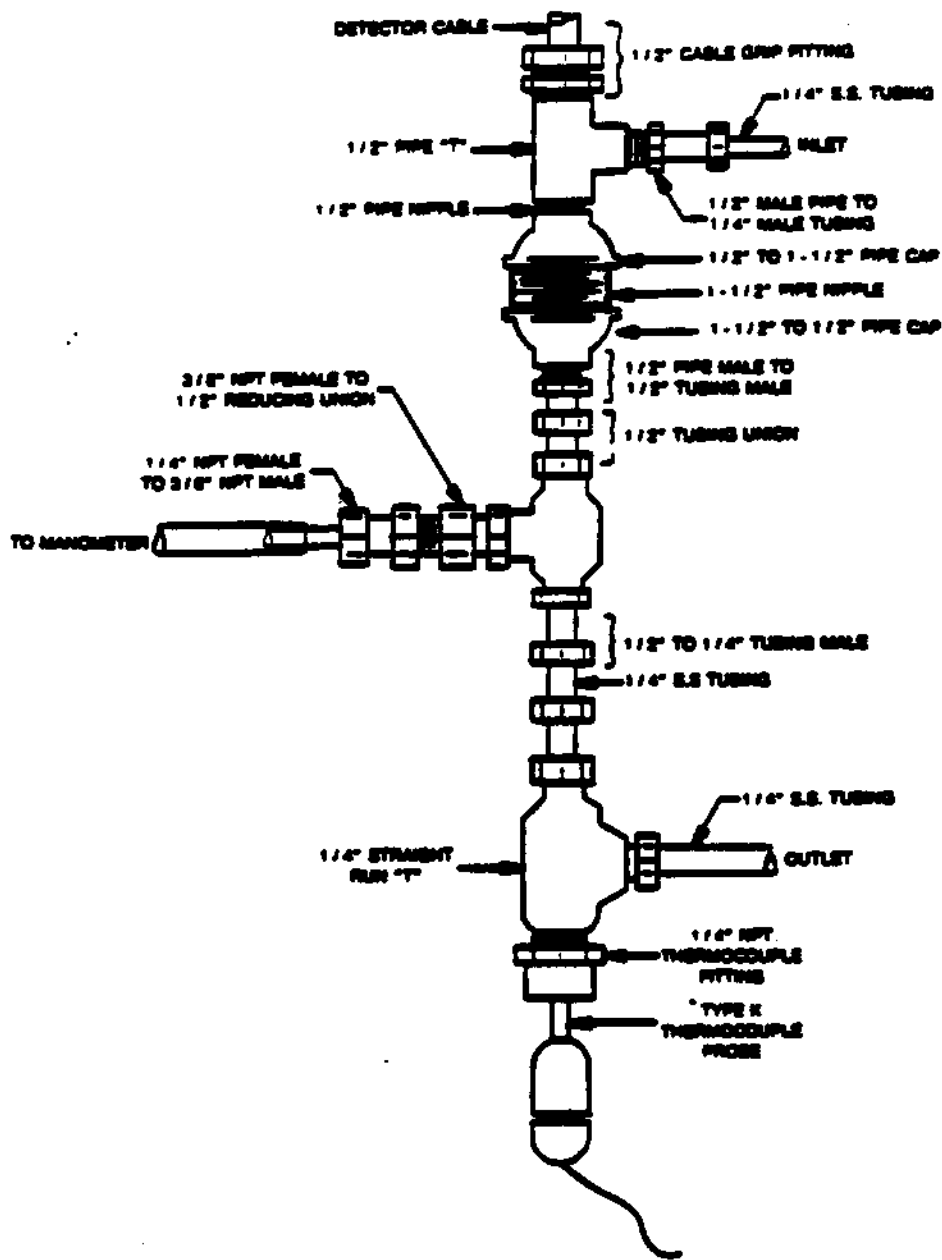 DETECTOR CABLE
1/2" CABLE GRIP FITTING
1/4" S.S. TUBING
1/2" PIPE "T"
INLET
1/2" PIPE NIPPLE
1/2" MALE PIPE TO
1/4" MALE TUBING
1/2" TO 1-1/2" PIPE CAP
1-1/2" PIPE NIPPLE
1-1/2" TO 1/2" PIPE CAP
3/8" NPT FEMALE TO
1/2" REDUCING UNION
1/2" PIPE MALE TO
1/2" TUBING MALE
1/2" TUBING UNION
1/4" NPT FEMALE
TO 3/8" NPT MALE
TO MANOMETER
1/2" TO 1/4" TUBING MALE
1/4" S.S TUBING
1/4" S.S. TUBING
1/4" STRAIGHT
RUN "T"
OUTLET
1/4" NPT
THERMOCOUPLE
FITTING
TYPE K
THERMOCOUPLE
PROBE